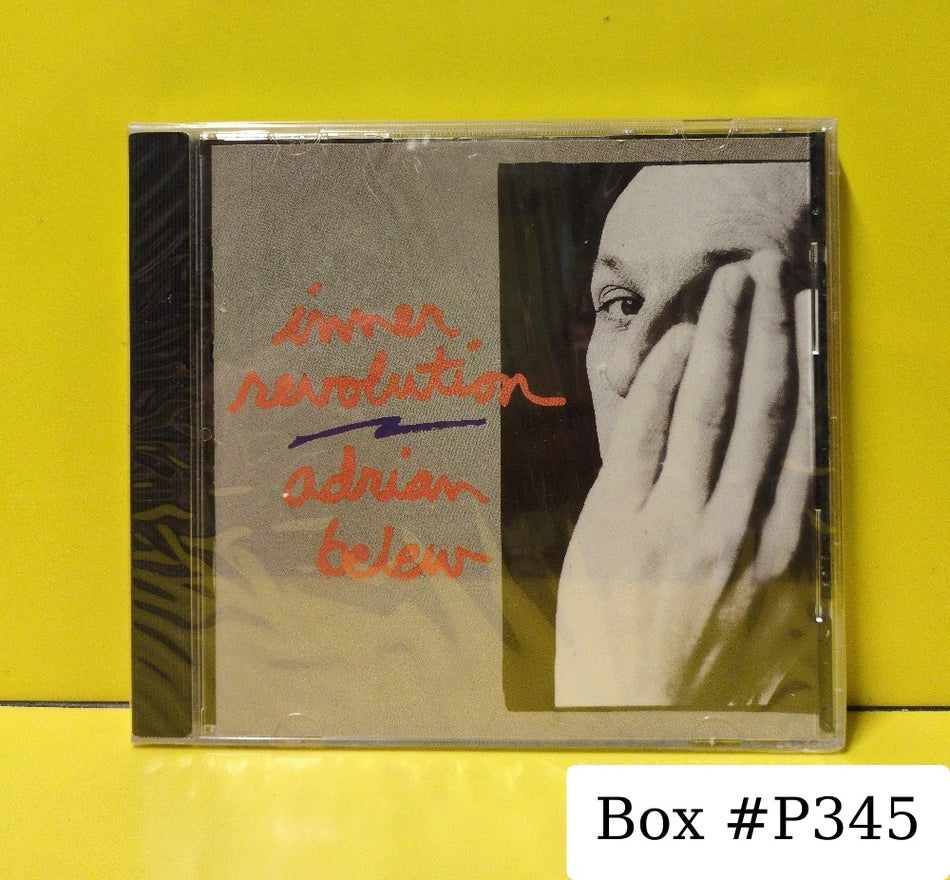 inner
revolution
adrian
belew
Box #P345